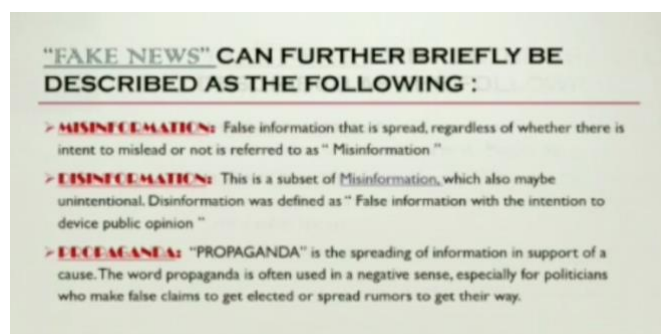 "FAKE NEWS" CAN FURTHER BRIEFLY BE
DESCRIBED AS THE FOLLOWING :
➢ MISINFORMATION: False information that is spread, regardless of whether there is
intent to mislead or not is referred to as " Misinformation "
➢ DISINFORMATION: This is a subset of Misinformation, which also maybe
unintentional. Disinformation was defined as " False information with the intention to
device public opinion "
➢ PROPAGANDA: "PROPAGANDA" is the spreading of information in support of a
cause. The word propaganda is often used in a negative sense, especially for politicians
who make false claims to get elected or spread rumors to get their way.